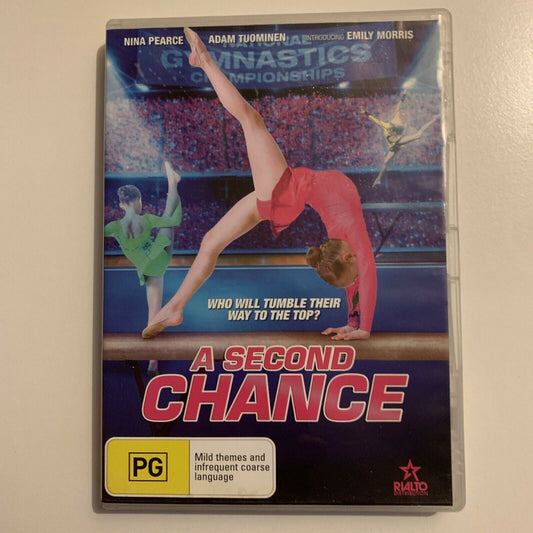 NINA PEARCE ADAM TUOMINEN INTRODUCING EMILY MORRIS
NATIONAL
GYMNASTICS
CHAMPIONSHIPS
WHO WILL TUMBLE THEIR
WAY TO THE TOP?
A SECOND
CHANCE
PG
Mild themes and
infrequent coarse
language
RIALTO
DISTRIBUTION